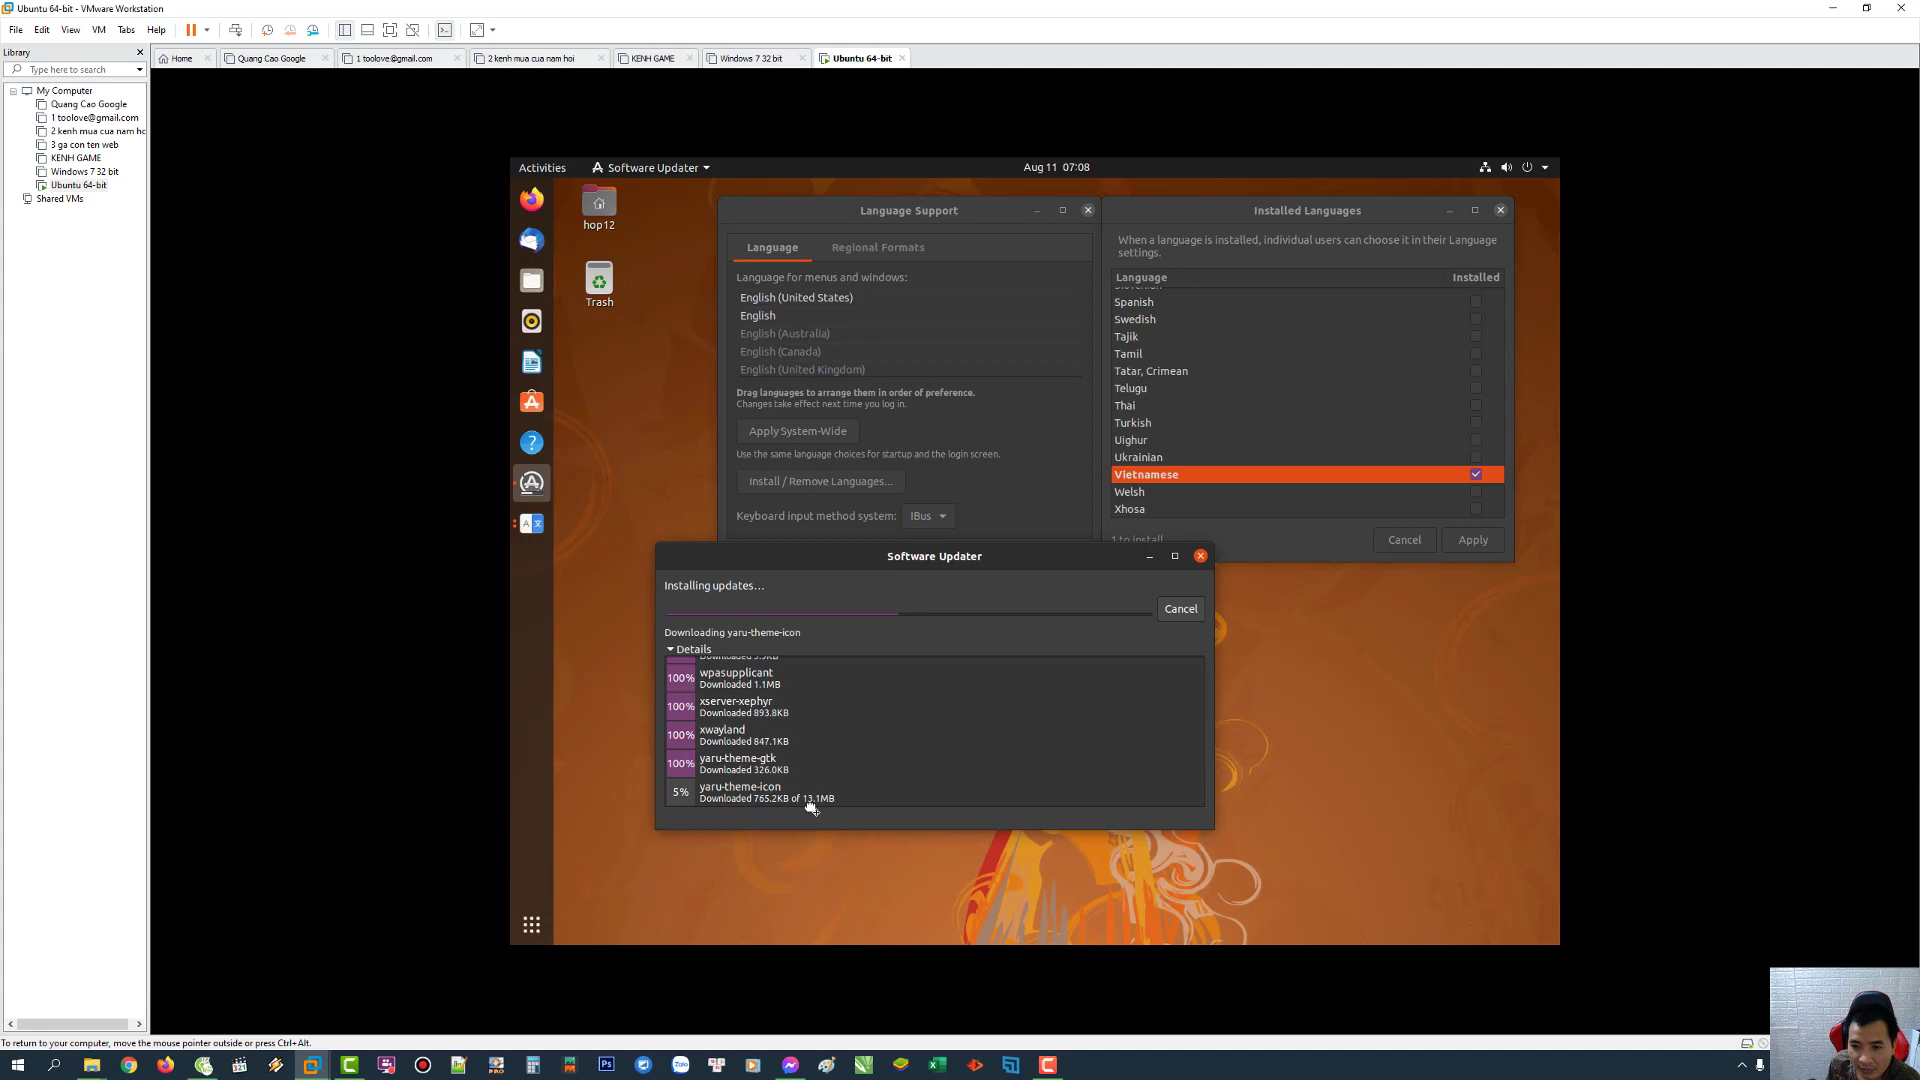 Ubuntu 64-bit - VMware Workstation
File Edit View VM Tabs Help
Library
Type here to search
Home
Quang Cao Google
1 toolove@gmail.com
2 kenh mua cua nam hoi
KENH GAME
Windows 7 32 bit
Ubuntu 64-bit
My Computer
Quang Cao Google
1 toolove@gmail.com
2 kenh mua cua nam ho
3 ga con ten web
KENH GAME
Windows 7 32 bit
Ubuntu 64-bit
Shared VMs
Activities
Software Updater
Aug 11 07:08
hop12
Trash
Language Support
Language
Regional Formats
Language for menus and windows:
English (United States)
English
English (Australia)
English (Canada)
English (United Kingdom)
Drag languages to arrange them in order of preference.
Changes take effect next time you log in.
Apply System-Wide
Use the same language choices for startup and the login screen.
Install / Remove Languages...
Keyboard input method system:
IBus
Installed Languages
When a language is installed, individual users can choose it in their Language
settings.
Language
Installed
Slovenian
Spanish
Swedish
Tajik
Tamil
Tatar, Crimean
Telugu
Thai
Turkish
Uighur
Ukrainian
Vietnamese
Welsh
Xhosa
1 to install
Cancel
Apply
Software Updater
Installing updates...
Cancel
Downloading yaru-theme-icon
Details
100%
wpasupplicant
Downloaded 1.1MB
100%
xserver-xephyr
Downloaded 893.8KB
100%
xwayland
Downloaded 847.1KB
100%
yaru-theme-gtk
Downloaded 326.0KB
5%
yaru-theme-icon
Downloaded 765.2KB of 13.1MB
To return to your computer, move the mouse pointer outside or press Ctrl+Alt.